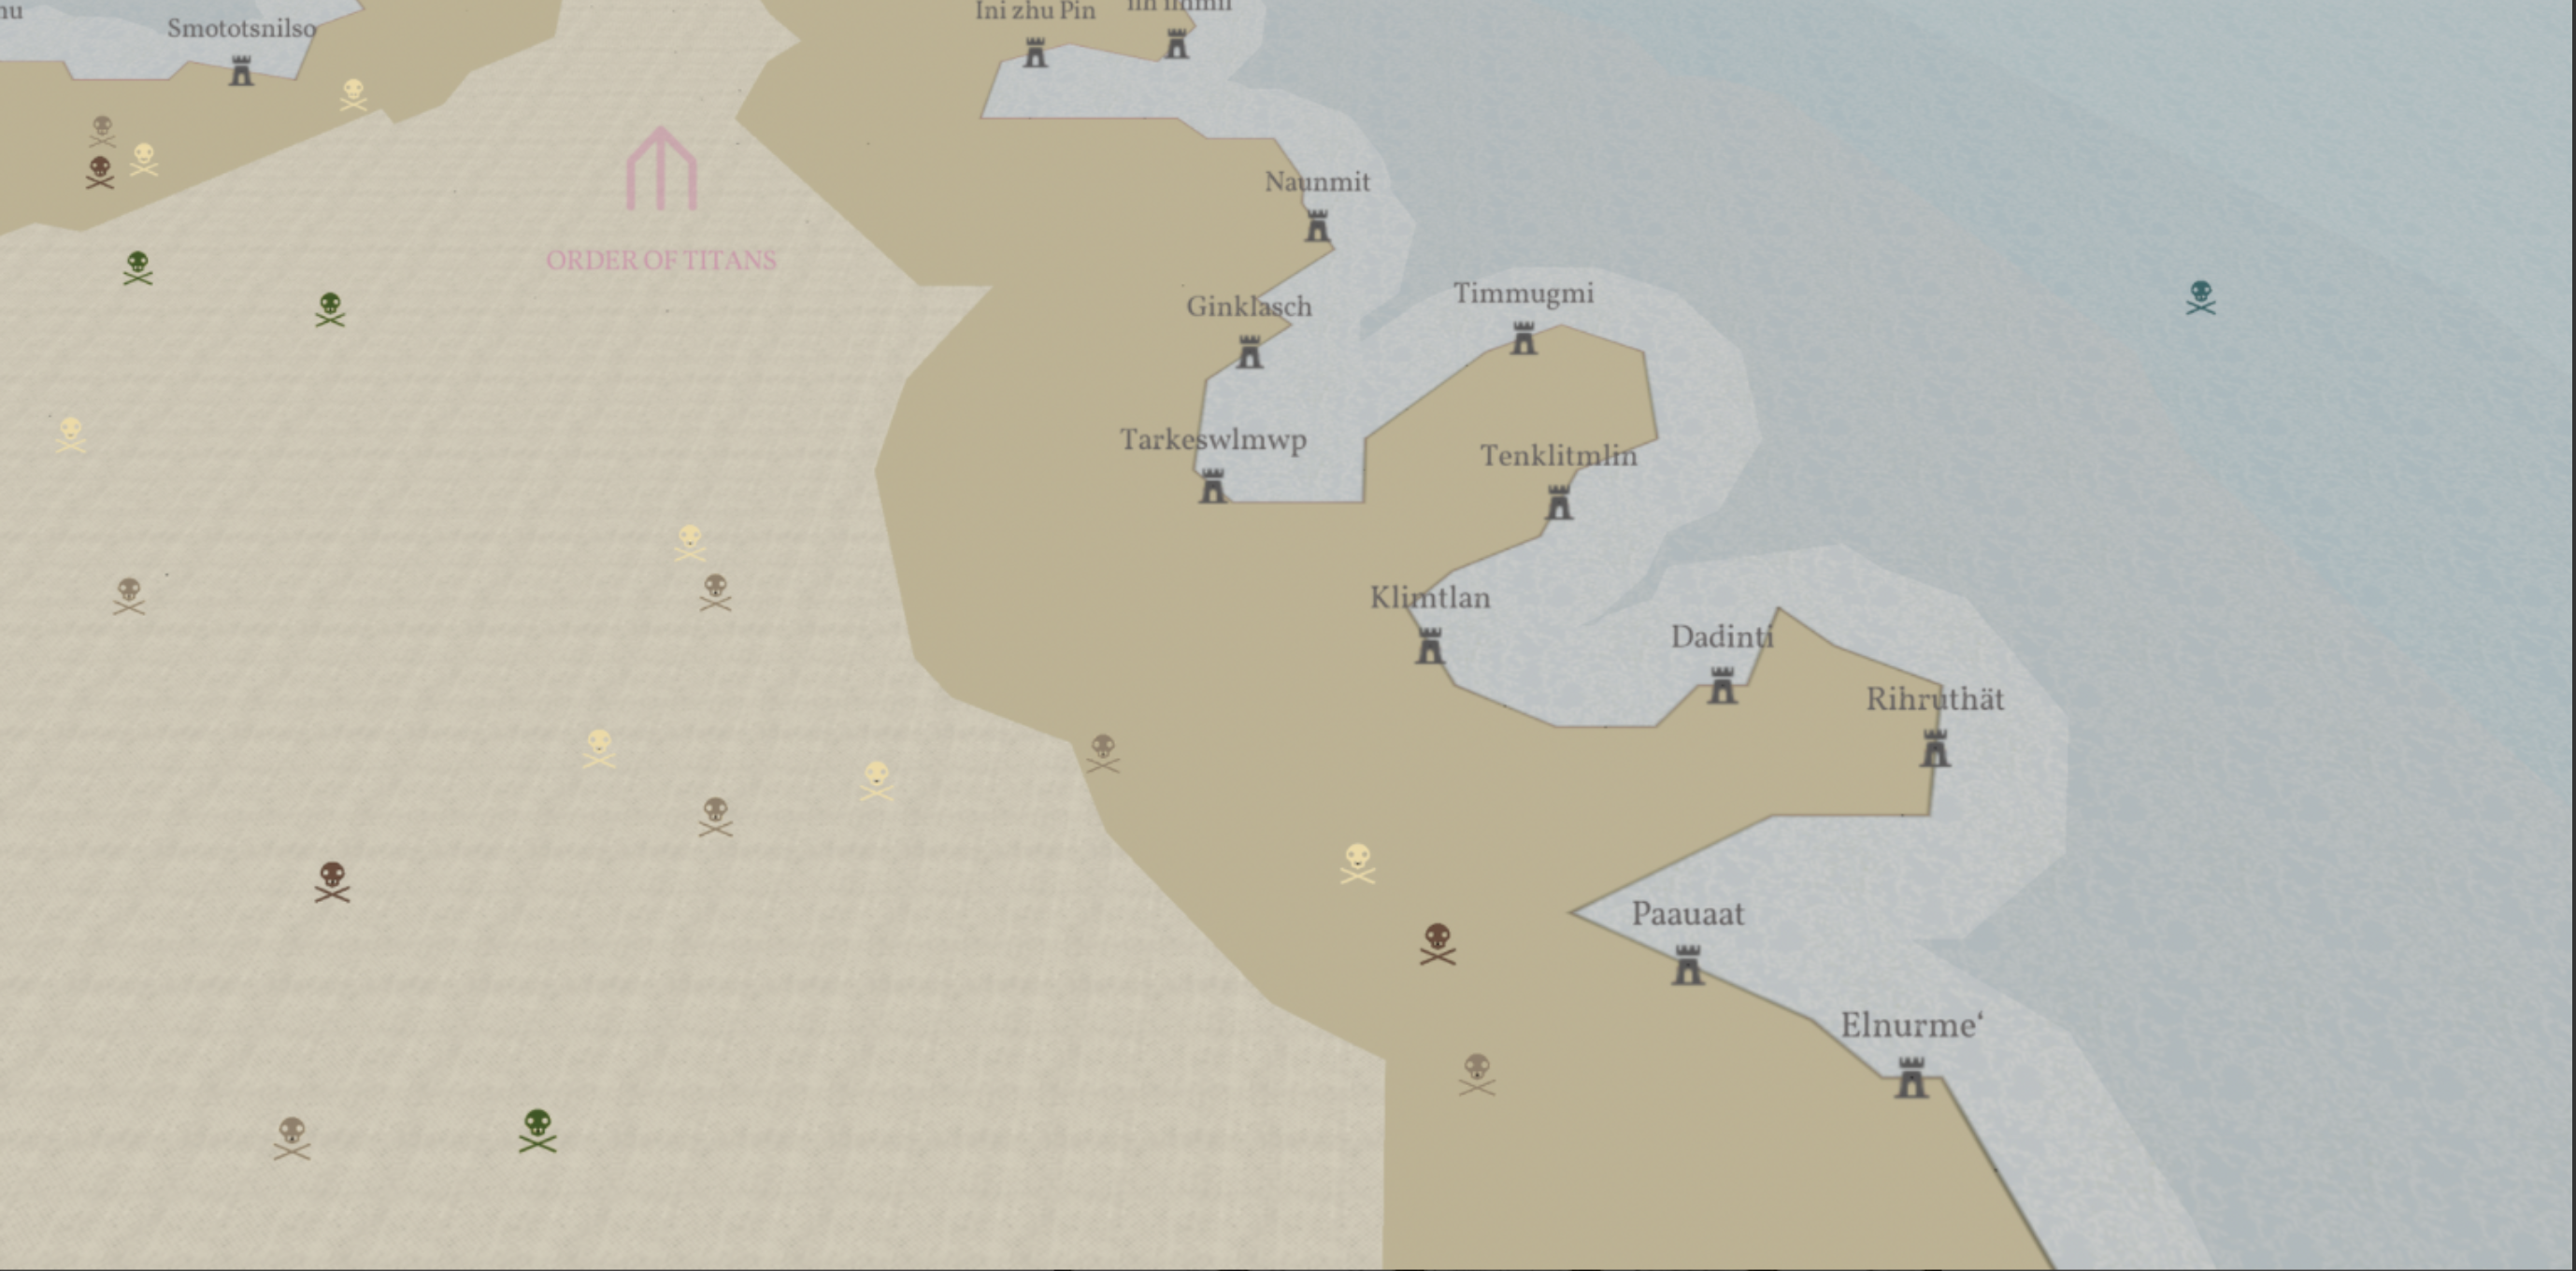 Ini zhu Pin
Smototsnilso
Naunmit
ORDER OF TITANS
Timmugmi
Ginklasch
Tarkeswlmwp
Tenklitmlin
Klimtlan
Dadinti
Rihruthät
Paauaat
Elnurme‘